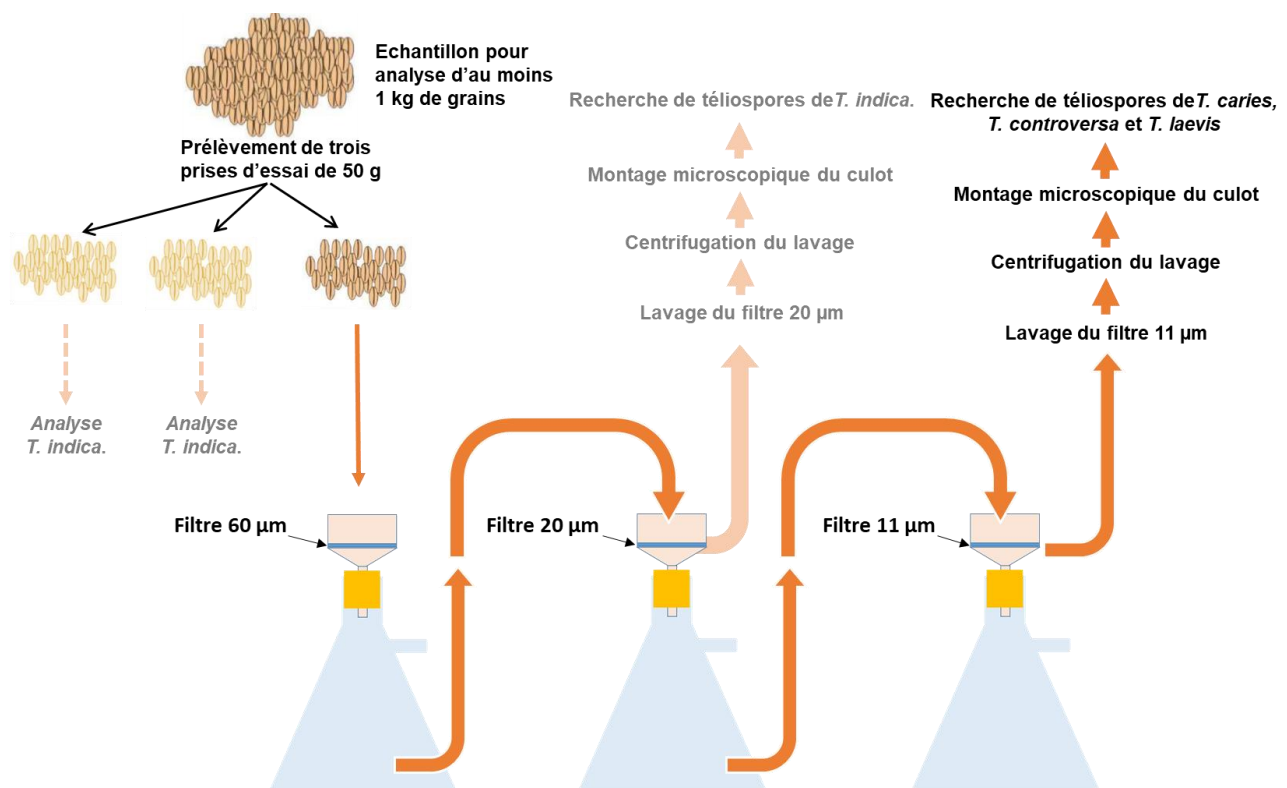 Echantillon pour
analyse d’au moins
1 kg de grains
Prélèvement de trois
prises d’essai de 50 g
Analyse
T. indica.
Analyse
T. indica.
Recherche de téliospores deT. indica.
Montage microscopique du culot
Centrifugation du lavage
Lavage du filtre 20 µm
Recherche de téliospores deT. caries,
T. controversa et T. laevis
Montage microscopique du culot
Centrifugation du lavage
Lavage du filtre 11 µm
Filtre 60 µm
Filtre 20 µm
Filtre 11 µm